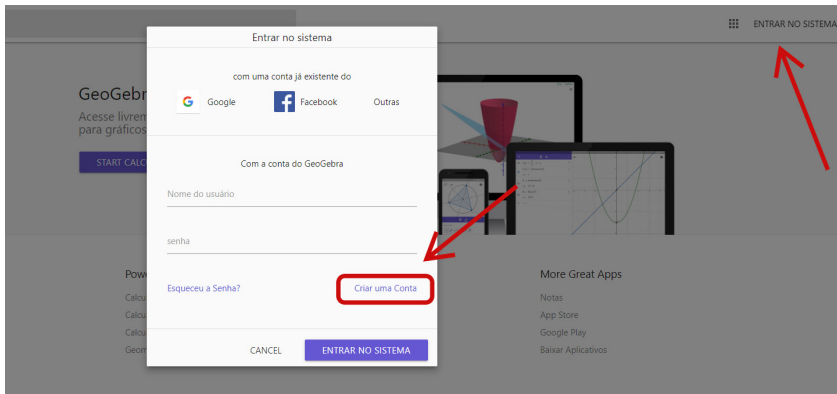 ENTRAR NO SISTEMA
Entrar no sistema
com uma conta já existente do
Google
Facebook
Outras
Com a conta do GeoGebra
Nome do usuário
senha
Esqueceu a Senha?
Criar uma Conta
CANCEL
ENTRAR NO SISTEMA
GeoGebr
Acesse livrem
para gráficos
START CALC
Powe
Calcu
Calcu
Calcu
Geom
More Great Apps
Notas
App Store
Google Play
Baixar Aplicativos